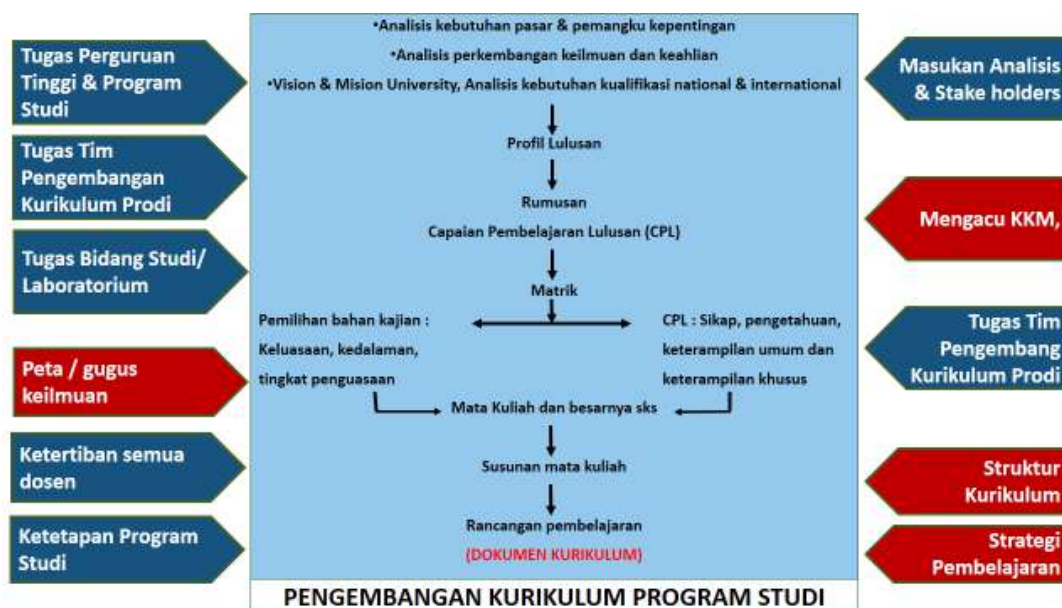 Tugas Perguruan
Tinggi & Program
Studi
Tugas Tim
Pengembangan
Kurikulum Prodi
Tugas Bidang Studi/
Laboratorium
Peta / gugus
keilmuan
Ketertiban semua
dosen
Ketetapan Program
Studi
•Analisis kebutuhan pasar & pemangku kepentingan
•Analisis perkembangan keilmuan dan keahlian
•Vision & Mision University, Analisis kebutuhan kualifikasi national & international
Profil Lulusan
Rumusan
Capaian Pembelajaran Lulusan (CPL)
Matrik
Pemilihan bahan kajian :
Keluasaan, kedalaman,
tingkat penguasaan
CPL : Sikap, pengetahuan,
keterampilan umum dan
keterampilan khusus
Mata Kuliah dan besarnya sks
Susunan mata kuliah
Rancangan pembelajaran
(DOKUMEN KURIKULUM)
Masukan Analisis
& Stake holders
Mengacu KKM,
Tugas Tim
Pengembang
Kurikulum Prodi
Struktur
Kurikulum
Strategi
Pembelajaran
PENGEMBANGAN KURIKULUM PROGRAM STUDI